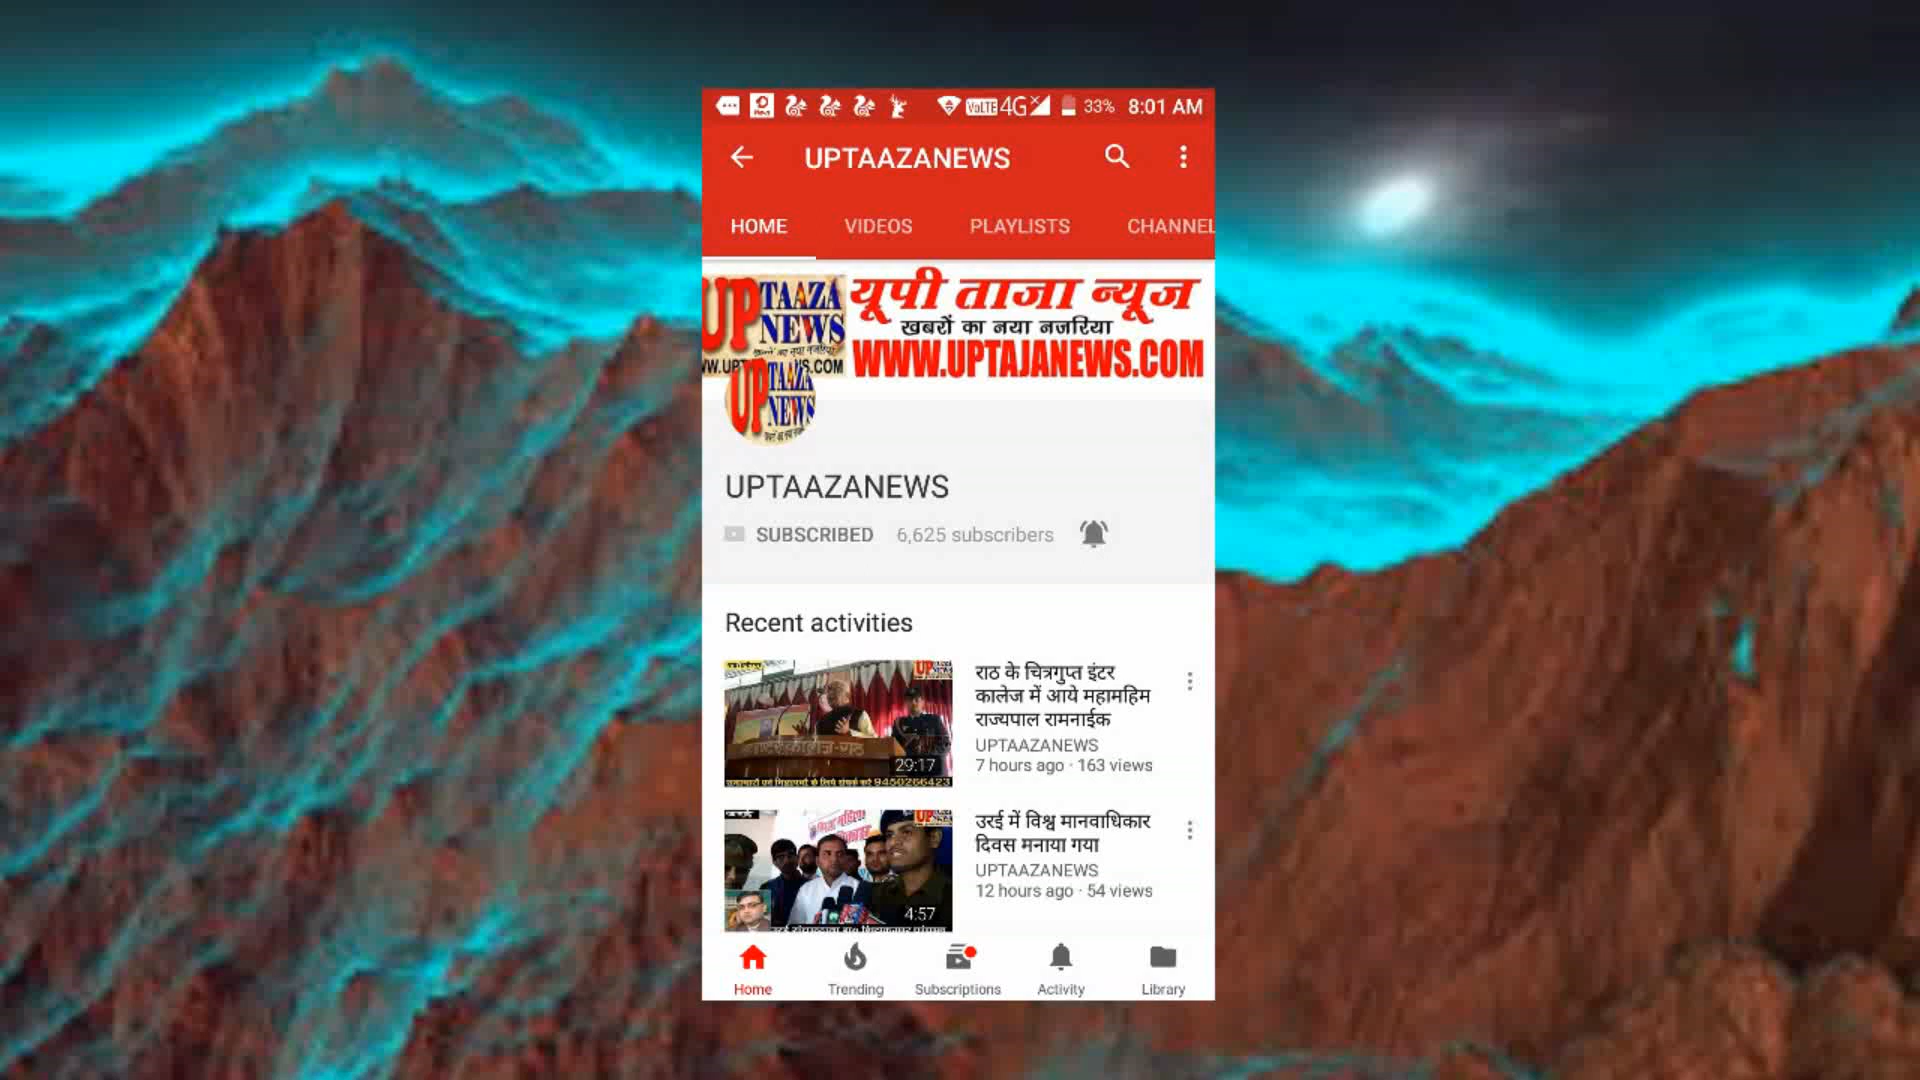 VoLTE 4G 33% 8:01 AM
UPTAAZANEWS
HOME VIDEOS PLAYLISTS CHANNEL
UP TAAZA NEWS
यूपी ताजा न्यूज
खबरों का नया नजरिया
WWW.UPTAJANEWS.COM
UP TAAZA NEWS
UPTAAZANEWS
SUBSCRIBED 6,625 subscribers
Recent activities
राठ के चित्रगुप्त इंटर
कालेज में आये महामहिम
राज्यपाल रामनाईक
UPTAAZANEWS
7 hours ago · 163 views
29:17
9450266423
उरई में विश्व मानवाधिकार
दिवस मनाया गया
UPTAAZANEWS
12 hours ago · 54 views
4:57
Home Trending Subscriptions Activity Library